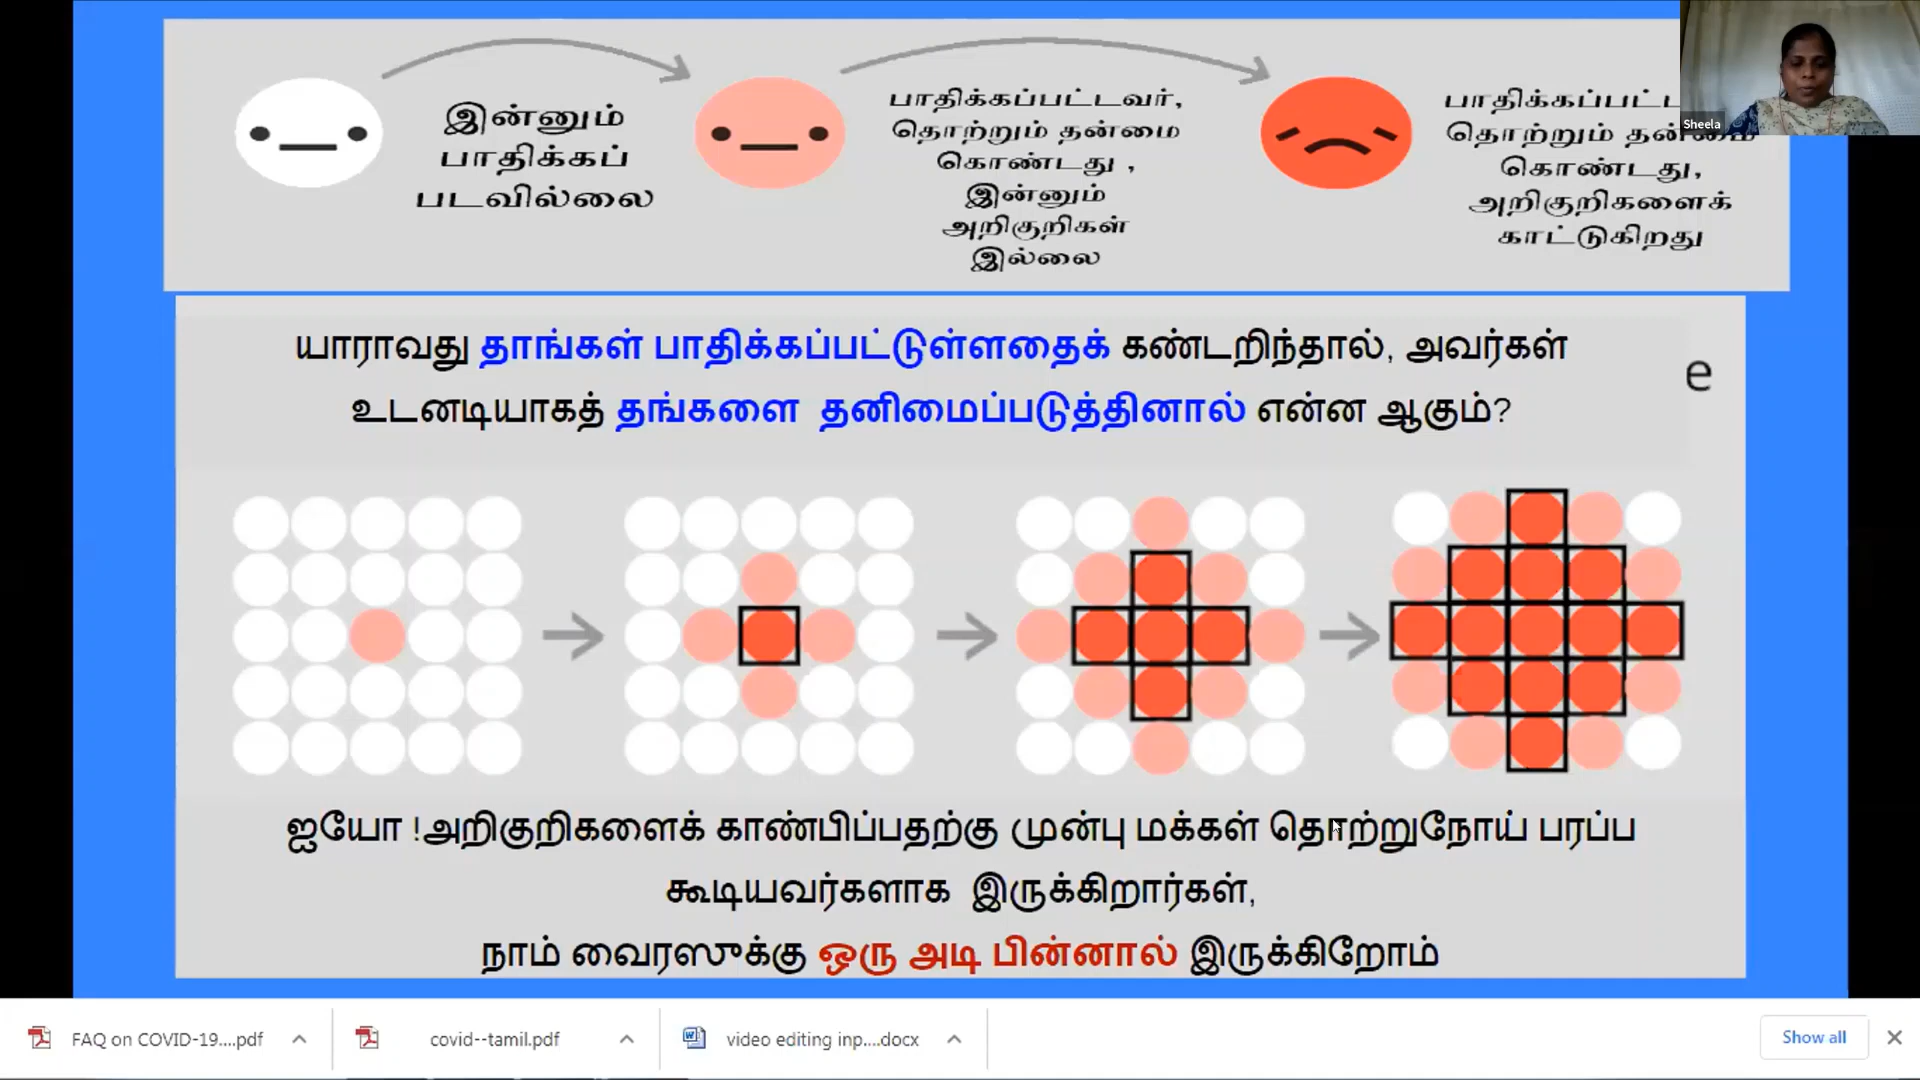 இன்னும்
பாதிக்கப்
படவில்லை
பாதிக்கப்பட்டவர்,
தொற்றும் தன்மை
கொண்டது ,
இன்னும்
அறிகுறிகள்
இல்லை
தொற்றும் தன்மை
கொண்டது,
அறிகுறிகளைக்
காட்டுகிறது
Sheela
யாராவது தாங்கள் பாதிக்கப்பட்டுள்ளதைக் கண்டறிந்தால், அவர்கள்
உடனடியாகத் தங்களை தனிமைப்படுத்தினால் என்ன ஆகும்?
e
ஐயோ !அறிகுறிகளைக் காண்பிப்பதற்கு முன்பு மக்கள் தொற்றுநோய் பரப்ப
கூடியவர்களாக இருக்கிறார்கள்,
நாம் வைரஸுக்கு ஒரு அடி பின்னால் இருக்கிறோம்
FAQ on COVID-19....pdf
covid--tamil.pdf
video editing inp....docx
Show all